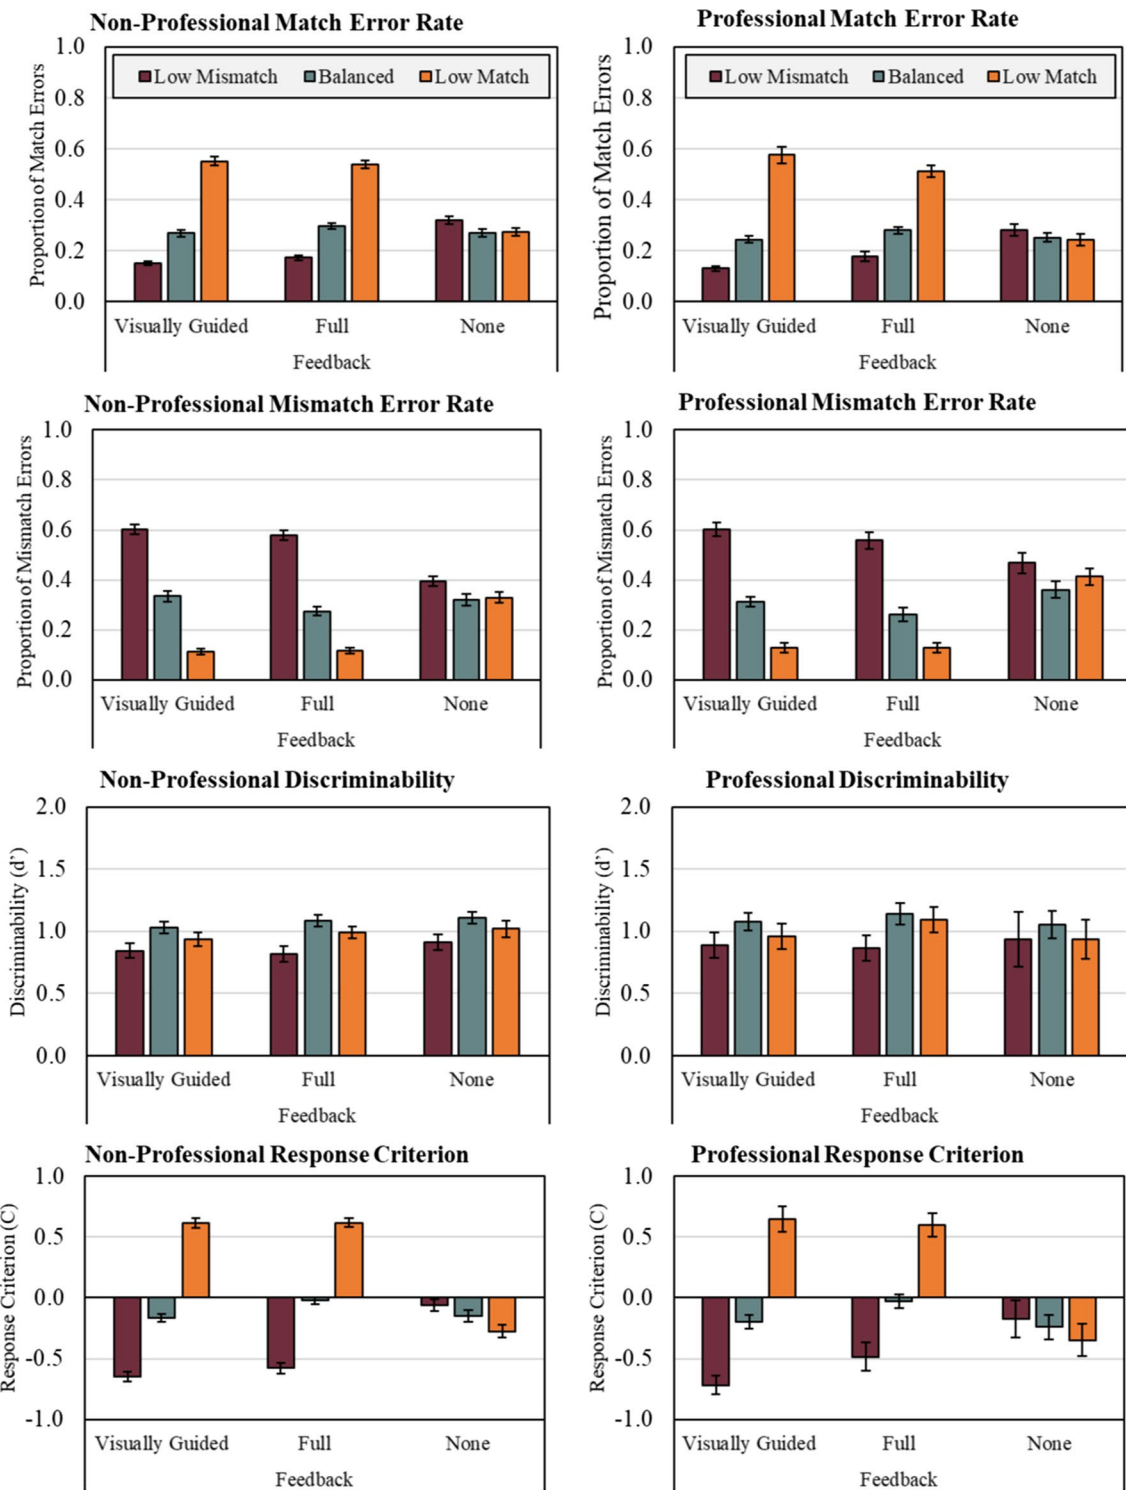 Non-Professional Match Error Rate
Proportion of Match Errors
1.0
0.8
0.6
0.4
0.2
0.0
Low Mismatch Balanced Low Match
Visually Guided Full None
Feedback
Professional Match Error Rate
Proportion of Match Errors
1.0
0.8
0.6
0.4
0.2
0.0
Low Mismatch Balanced Low Match
Visually Guided Full None
Feedback
Non-Professional Mismatch Error Rate
Proportion of Mismatch Errors
1.0
0.8
0.6
0.4
0.2
0.0
Visually Guided Full None
Feedback
Professional Mismatch Error Rate
Proportion of Mismatch Errors
1.0
0.8
0.6
0.4
0.2
0.0
Visually Guided Full None
Feedback
Non-Professional Discriminability
Discriminability (d’)
2.0
1.5
1.0
0.5
0.0
Visually Guided Full None
Feedback
Professional Discriminability
Discriminability (d’)
2.0
1.5
1.0
0.5
0.0
Visually Guided Full None
Feedback
Non-Professional Response Criterion
Response Criterion (C)
1.0
0.5
0.0
-0.5
-1.0
Visually Guided Full None
Feedback
Professional Response Criterion
Response Criterion (C)
1.0
0.5
0.0
-0.5
-1.0
Visually Guided Full None
Feedback